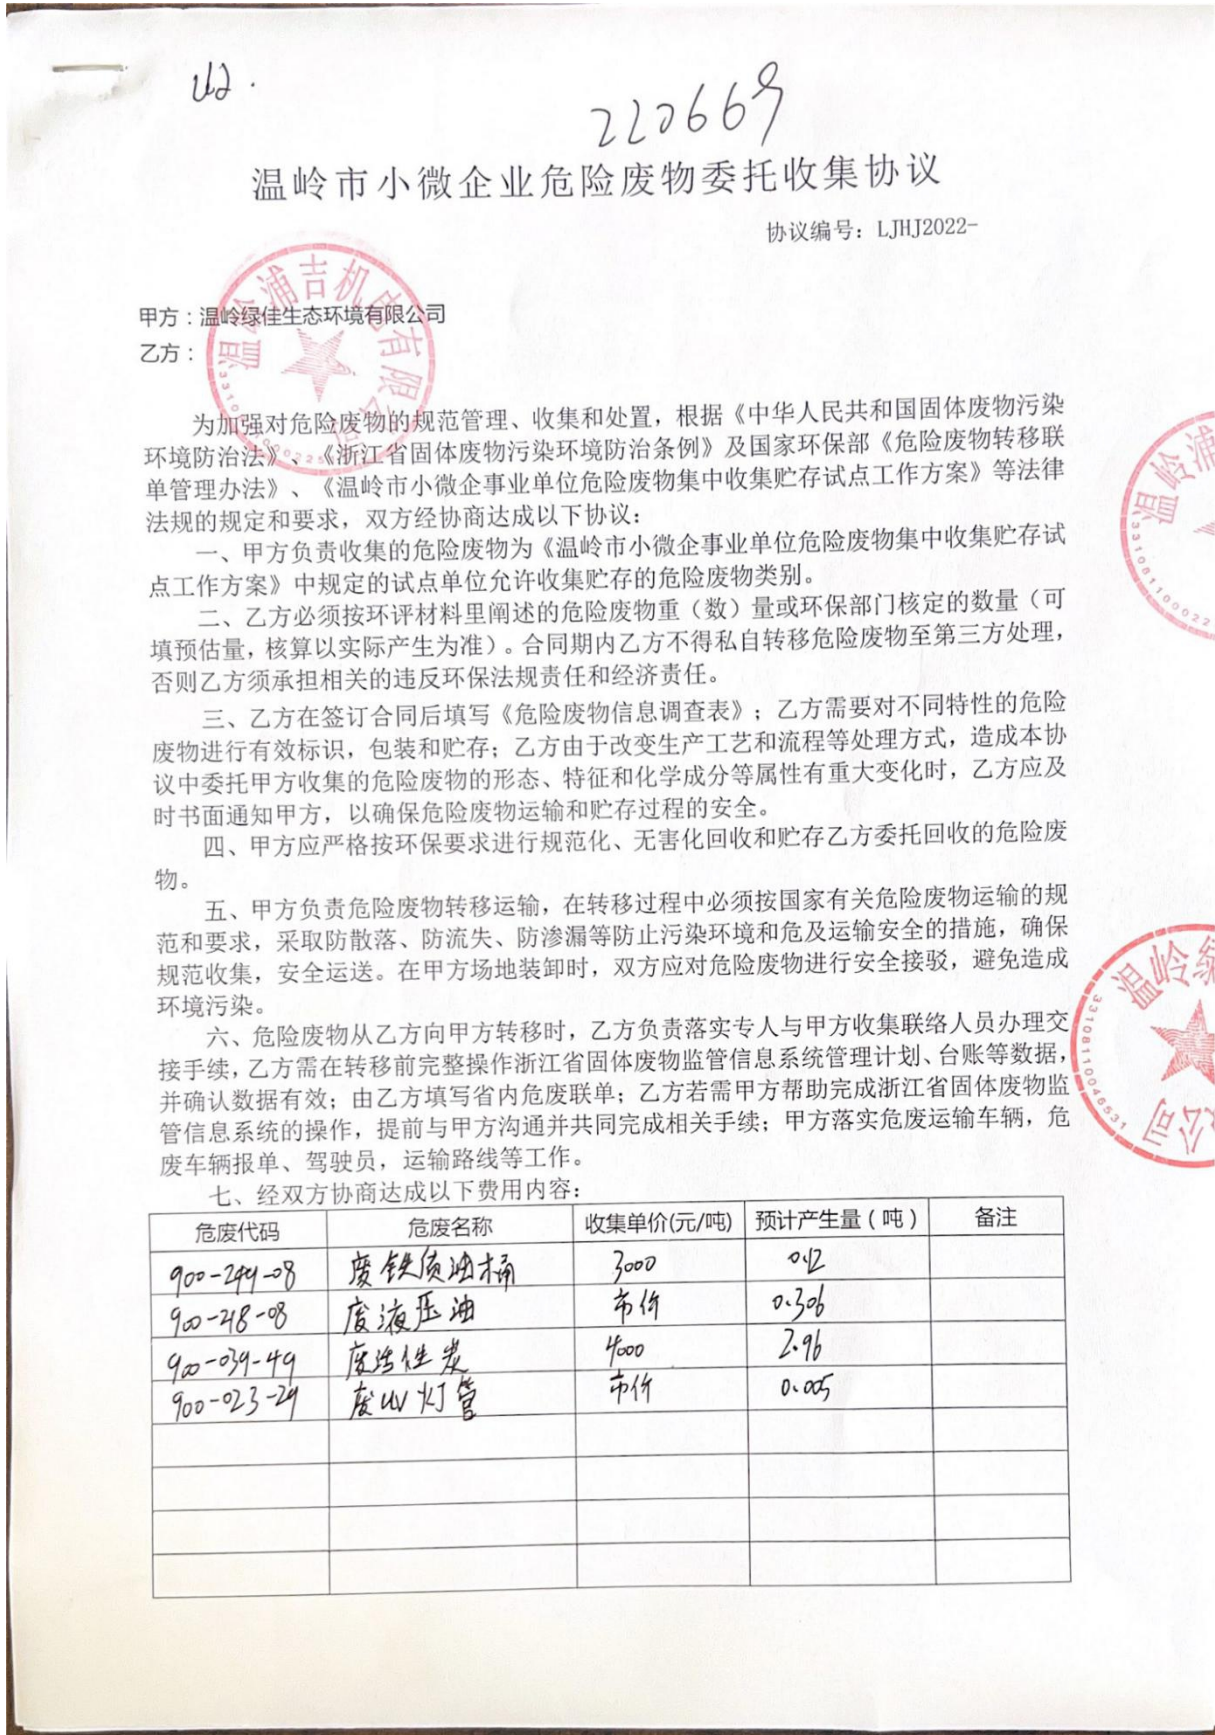 220669
温岭市小微企业危险废物委托收集协议
协议编号：LJHJ2022-
甲方：温岭绿佳生态环境有限公司
乙方：
温岭浦吉机电有限公司
为加强对危险废物的规范管理、收集和处置，根据《中华人民共和国固体废物污染
环境防治法》、《浙江省固体废物污染环境防治条例》及国家环保部《危险废物转移联
单管理办法》、《温岭市小微企事业单位危险废物集中收集贮存试点工作方案》等法律
法规的规定和要求，双方经协商达成以下协议：
一、甲方负责收集的危险废物为《温岭市小微企事业单位危险废物集中收集贮存试
点工作方案》中规定的试点单位允许收集贮存的危险废物类别。
二、乙方必须按环评材料里阐述的危险废物重（数）量或环保部门核定的数量（可
填预估量，核算以实际产生为准）。合同期内乙方不得私自转移危险废物至第三方处理，
否则乙方须承担相关的违反环保法规责任和经济责任。
三、乙方在签订合同后填写《危险废物信息调查表》；乙方需要对不同特性的危险
废物进行有效标识，包装和贮存；乙方由于改变生产工艺和流程等处理方式，造成本协
议中委托甲方收集的危险废物的形态、特征和化学成分等属性有重大变化时，乙方应及
时书面通知甲方，以确保危险废物运输和贮存过程的安全。
四、甲方应严格按环保要求进行规范化、无害化回收和贮存乙方委托回收的危险废
物。
五、甲方负责危险废物转移运输，在转移过程中必须按国家有关危险废物运输的规
范和要求，采取防散落、防流失、防渗漏等防止污染环境和危及运输安全的措施，确保
规范收集，安全运送。在甲方场地装卸时，双方应对危险废物进行安全接驳，避免造成
环境污染。
六、危险废物从乙方向甲方转移时，乙方负责落实专人与甲方收集联络人员办理交
接手续，乙方需在转移前完整操作浙江省固体废物监管信息系统管理计划、台账等数据，
并确认数据有效；由乙方填写省内危废联单；乙方若需甲方帮助完成浙江省固体废物监
管信息系统的操作，提前与甲方沟通并共同完成相关手续；甲方落实危废运输车辆，危
废车辆报单、驾驶员，运输路线等工作。
七、经双方协商达成以下费用内容：
危废代码 危废名称 收集单价(元/吨) 预计产生量（吨） 备注
900-249-08 废铁质油桶 3000 0.12
900-218-08 废液压油 市价 0.306
900-039-49 废活性炭 4000 2.96
900-023-29 废UV灯管 市价 0.005
温岭浦
温岭绿
公司
3310811004653​1